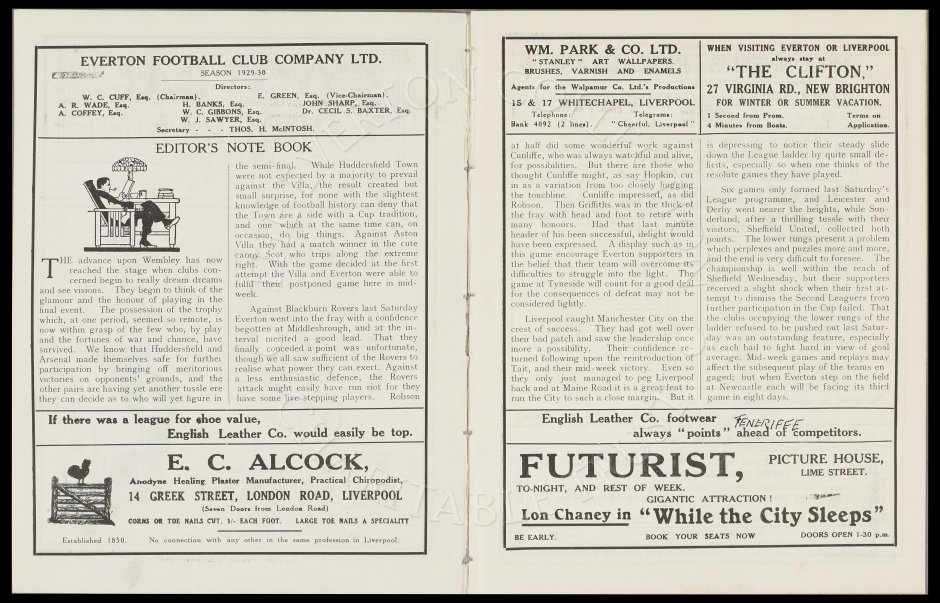 EVERTON FOOTBALL CLUB COMPANY LTD.
SEASON 1929-30
Directors:
W. C. CUFF, Esq. (Chairman). E. GREEN, Esq. (Vice-Chairman).
A. R. WADE, Esq. H. BANKS, Esq. JOHN SHARP, Esq.
A. COFFEY, Esq. W. C. GIBBONS, Esq. Dr. CECIL S. BAXTER, Esq.
W. J. SAWYER, Esq.
Secretary - - - THOS. H. McINTOSH.
EDITOR'S NOTE BOOK
THE advance upon Wembley has now
reached the stage when clubs con-
cerned begin to really dream dreams
and see visions. They begin to think of the
glamour and the honour of playing in the
final event. The possession of the trophy
which, at one period, seemed so remote, is
now within grasp of the few who, by play
and the fortunes of war and chance, have
survived. We know that Huddersfield and
Arsenal made themselves safe for further
participation by bringing off meritorious
victories on opponents' grounds, and the
other pairs are having yet another tussle ere
they can decide as to who will yet figure in
the semi-final. While Huddersfield Town
were not expected by a majority to prevail
against the Villa, the result created but
small surprise, for none with the slightest
knowledge of football history can deny that
the Town are a side with a Cup tradition,
and one which at the same time can, on
occasion, do big things. Against Aston
Villa they had a match winner in the cute
canny Scot who trips along the extreme
right. With the game decided at the first
attempt the Villa and Everton were able to
fulfil their postponed game here in mid-
week.
Against Blackburn Rovers last Saturday
Everton went into the fray with a confidence
begotten at Middlesbrough, and at the in-
terval merited a good lead. That they
finally conceded a point was unfortunate,
though we all saw sufficient of the Rovers to
realise what power they can exert. Against
a less enthusiastic defence, the Rovers
attack might easily have run riot for they
have some live-stepping players. Robson
If there was a league for shoe value,
English Leather Co. would easily be top.
E. C. ALCOCK,
Anodyne Healing Plaster Manufacturer, Practical Chiropodist,
14 GREEK STREET, LONDON ROAD, LIVERPOOL
(Seven Doors from London Road)
CORNS OR TOE NAILS CUT, 1/- EACH FOOT. LARGE TOE NAILS A SPECIALITY
Established 1850. No connection with any other in the same profession in Liverpool.
WM. PARK & CO. LTD.
"STANLEY" ART WALLPAPERS.
BRUSHES, VARNISH AND ENAMELS
Agents for the Walpamur Co. Ltd.'s Productions
15 & 17 WHITECHAPEL, LIVERPOOL
Telephone: Telegrams:
Bank 4092 (2 lines). "Cheerful, Liverpool"
WHEN VISITING EVERTON OR LIVERPOOL
always stay at
"THE CLIFTON,"
27 VIRGINIA RD., NEW BRIGHTON
FOR WINTER OR SUMMER VACATION.
1 Second from Prom. Terms on
4 Minutes from Boats. Application.
at half did some wonderful work against
Cunliffe, who was always watchful and alive,
for possibilities. But there are those who
thought Cunliffe might, as say Hopkin, cut
in as a variation from too closely hugging
the touchline. Cunliffe impressed, as did
Robson. Then Griffiths was in the thick of
the fray with head and foot to retire with
many honours. Had that last minute
header of his been successful, delight would
have been expressed. A display such as in
this game encourage Everton supporters in
the belief that their team will overcome its
difficulties to struggle into the light. The
game at Tyneside will count for a good deal
for the consequences of defeat may not be
considered lightly.
Liverpool caught Manchester City on the
crest of success. They had got well over
their bad patch and saw the leadership once
more a possibility. Their confidence re-
turned following upon the reintroduction of
Tait, and their mid-week victory. Even so
they only just managed to peg Liverpool
back and at Maine Road it is a great feat to
run the City to such a close margin. But it
is depressing to notice their steady slide
down the League ladder by quite small de-
ficits, especially so when one thinks of the
resolute games they have played.
Six games only formed last Saturday's
League programme, and Leicester and
Derby went nearer the heights, while Sun-
derland, after a thrilling tussle with their
visitors, Sheffield United, collected both
points. The lower rungs present a problem
which perplexes and puzzles more and more,
and the end is very difficult to foresee. The
championship is well within the reach of
Sheffield Wednesday, but their supporters
received a slight shock when their first at-
tempt to dismiss the Second Leaguers from
further participation in the Cup failed. That
the clubs occupying the lower rungs of the
ladder refused to be pushed out last Satur-
day was an outstanding feature, especially
as each had to fight hard in view of goal
average. Mid-week games and replays may
affect the subsequent play of the teams en
gaged; but when Everton step on the field
at Newcastle each will be facing its third
game in eight days.
English Leather Co. footwear TENERIFFE
always "points" ahead of competitors.
FUTURIST, PICTURE HOUSE,
LIME STREET.
TO-NIGHT, AND REST OF WEEK.
GIGANTIC ATTRACTION!
Lon Chaney in "While the City Sleeps"
BE EARLY. BOOK YOUR SEATS NOW DOORS OPEN 1-30 p.m.